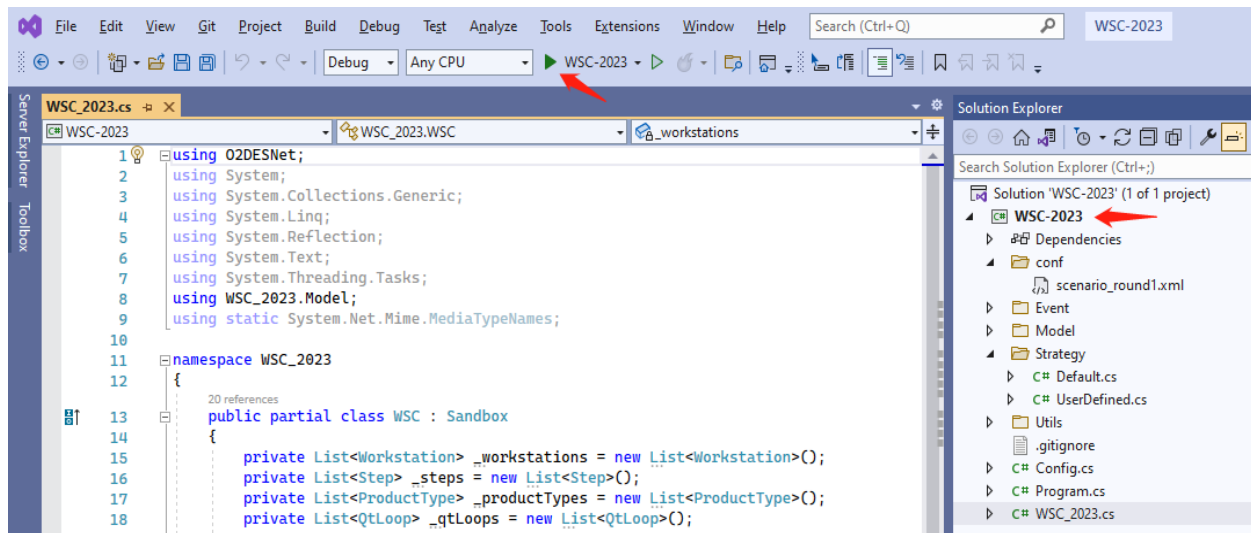 File Edit View Git Project Build Debug Test Analyze Tools Extensions Window Help Search (Ctrl+Q) WSC-2023
Debug Any CPU WSC-2023
Server Explorer
Toolbox
WSC_2023.cs
WSC-2023 WSC_2023.WSC _workstations
1 using O2DESNet;
2 using System;
3 using System.Collections.Generic;
4 using System.Linq;
5 using System.Reflection;
6 using System.Text;
7 using System.Threading.Tasks;
8 using WSC_2023.Model;
9 using static System.Net.Mime.MediaTypeNames;
10
11 namespace WSC_2023
12 {
20 references
13 public partial class WSC : Sandbox
14 {
15 private List<Workstation> _workstations = new List<Workstation>();
16 private List<Step> _steps = new List<Step>();
17 private List<ProductType> _productTypes = new List<ProductType>();
18 private List<QtLoop> _qtLoops = new List<QtLoop>();
Solution Explorer
Search Solution Explorer (Ctrl+;)
Solution 'WSC-2023' (1 of 1 project)
C# WSC-2023
Dependencies
conf
scenario_round1.xml
Event
Model
Strategy
C# Default.cs
C# UserDefined.cs
Utils
.gitignore
C# Config.cs
C# Program.cs
C# WSC_2023.cs